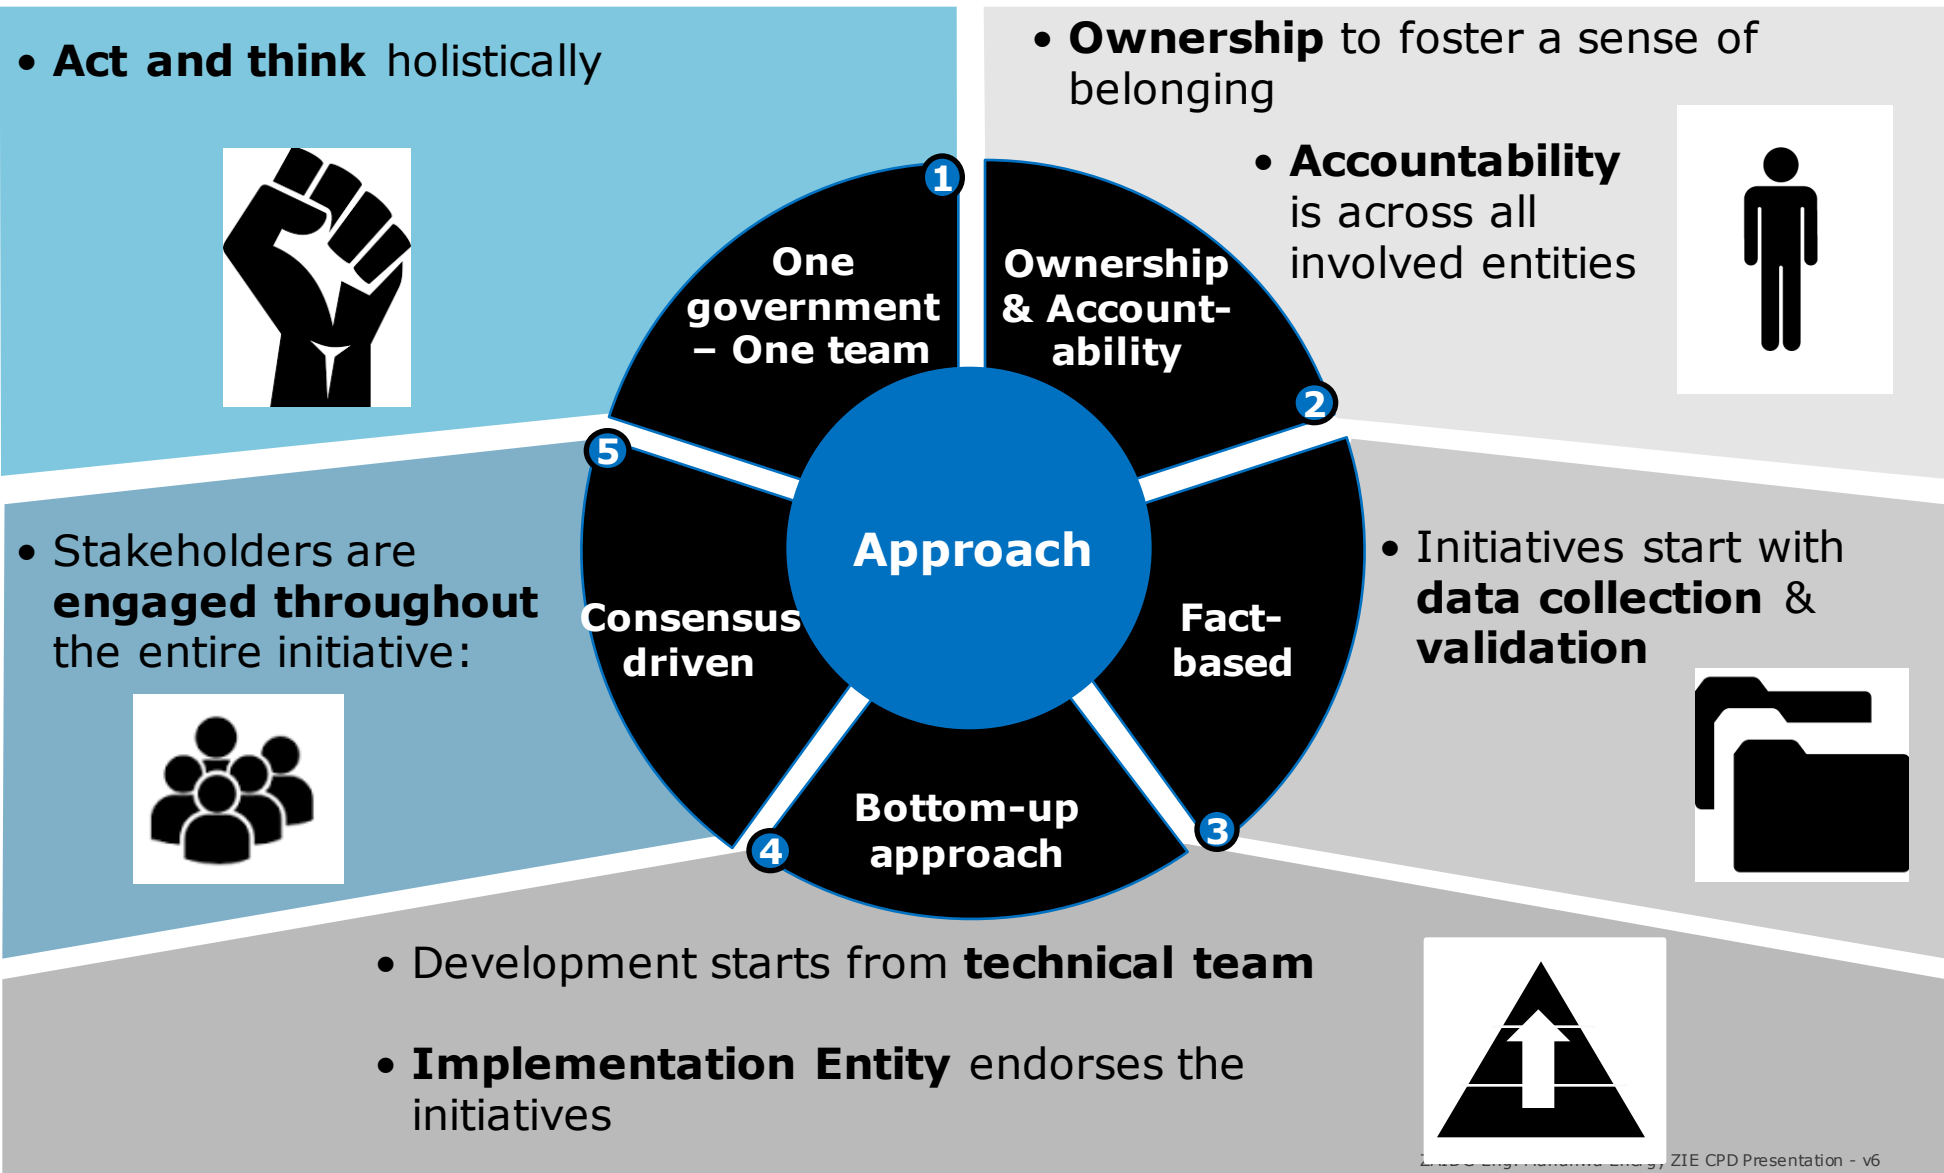 • Act and think holistically
• Ownership to foster a sense of
belonging
• Accountability
is across all
involved entities
1
One
government
– One team
Ownership
& Account-
ability
2
5
Approach
• Stakeholders are
engaged throughout
the entire initiative:
Consensus
driven
Fact-
based
• Initiatives start with
data collection &
validation
Bottom-up
approach
3
4
• Development starts from technical team
• Implementation Entity endorses the
initiatives
ZIE CPD Presentation - v6